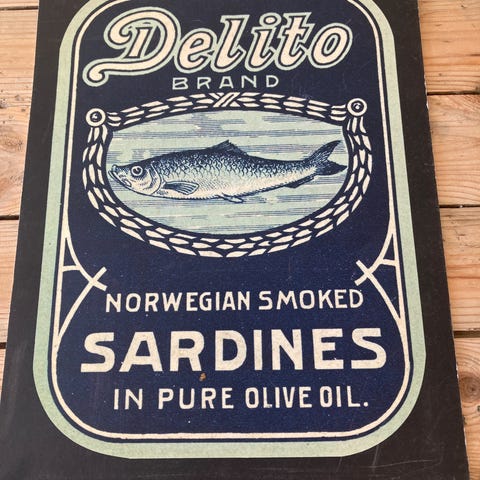 Delito
BRAND
NORWEGIAN SMOKED
SARDINES
IN PURE OLIVE OIL.